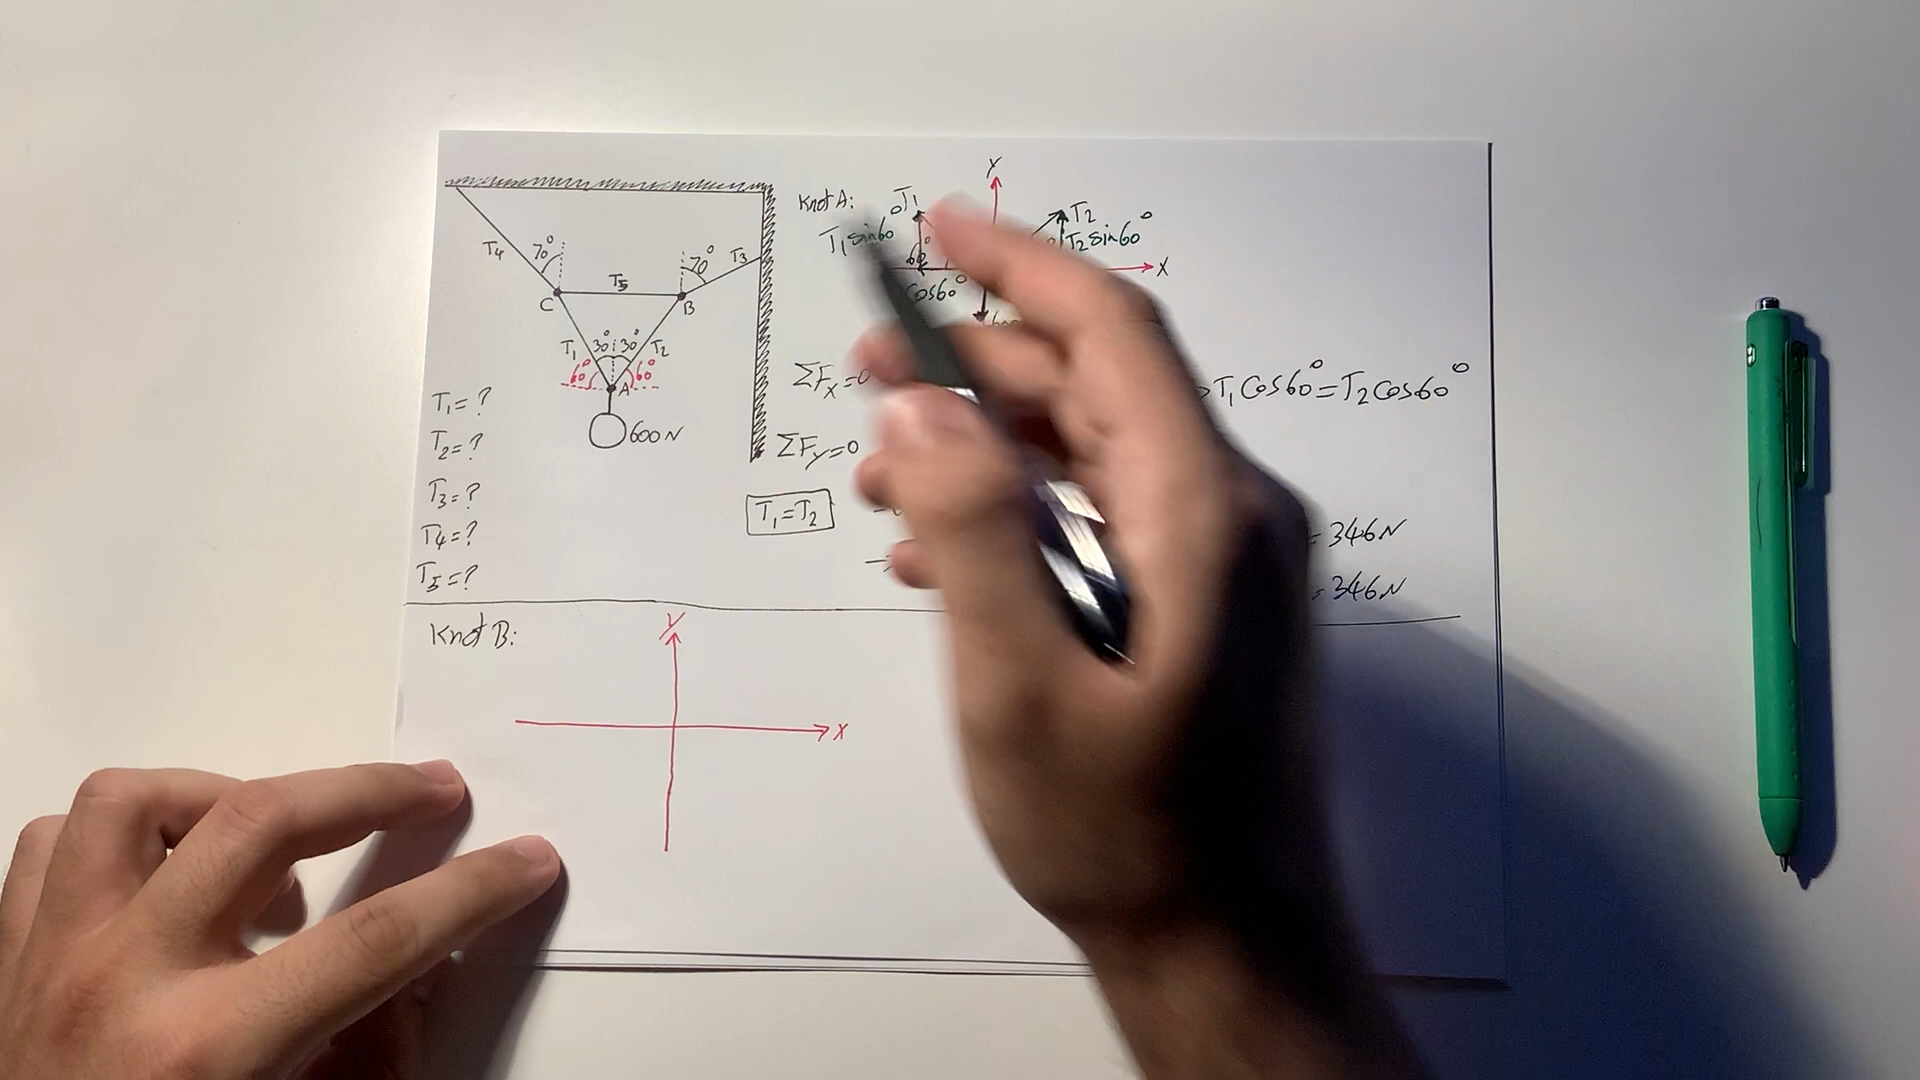 T4
70°
70°
T3
T5
C
B
T1
30°
30°
T2
60°
60°
A
600N
T1=?
T2=?
T3=?
T4=?
T5=?
Knot A:
Y
T1
T1 sin60°
60°
cos60°
T2
T2 sin60°
X
ΣFx=0
T1 cos60°=T2 cos60°
ΣFy=0
T1=T2
= 346N
= 346N
Knot B:
Y
X